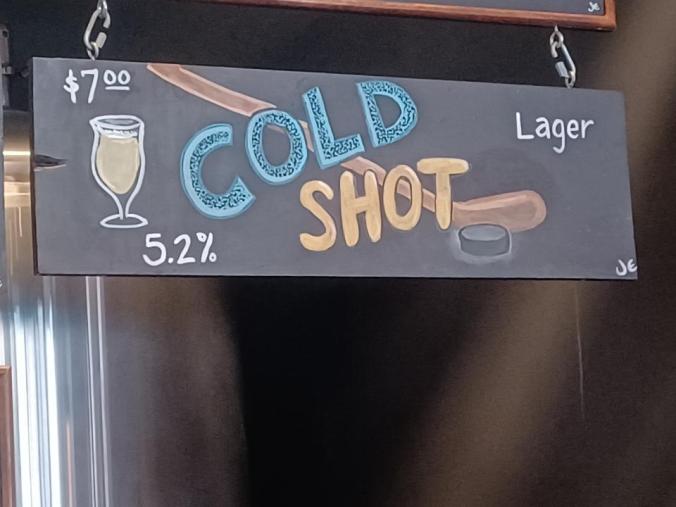 $7.00
COLD
SHOT
Lager
5.2%
JE
JE